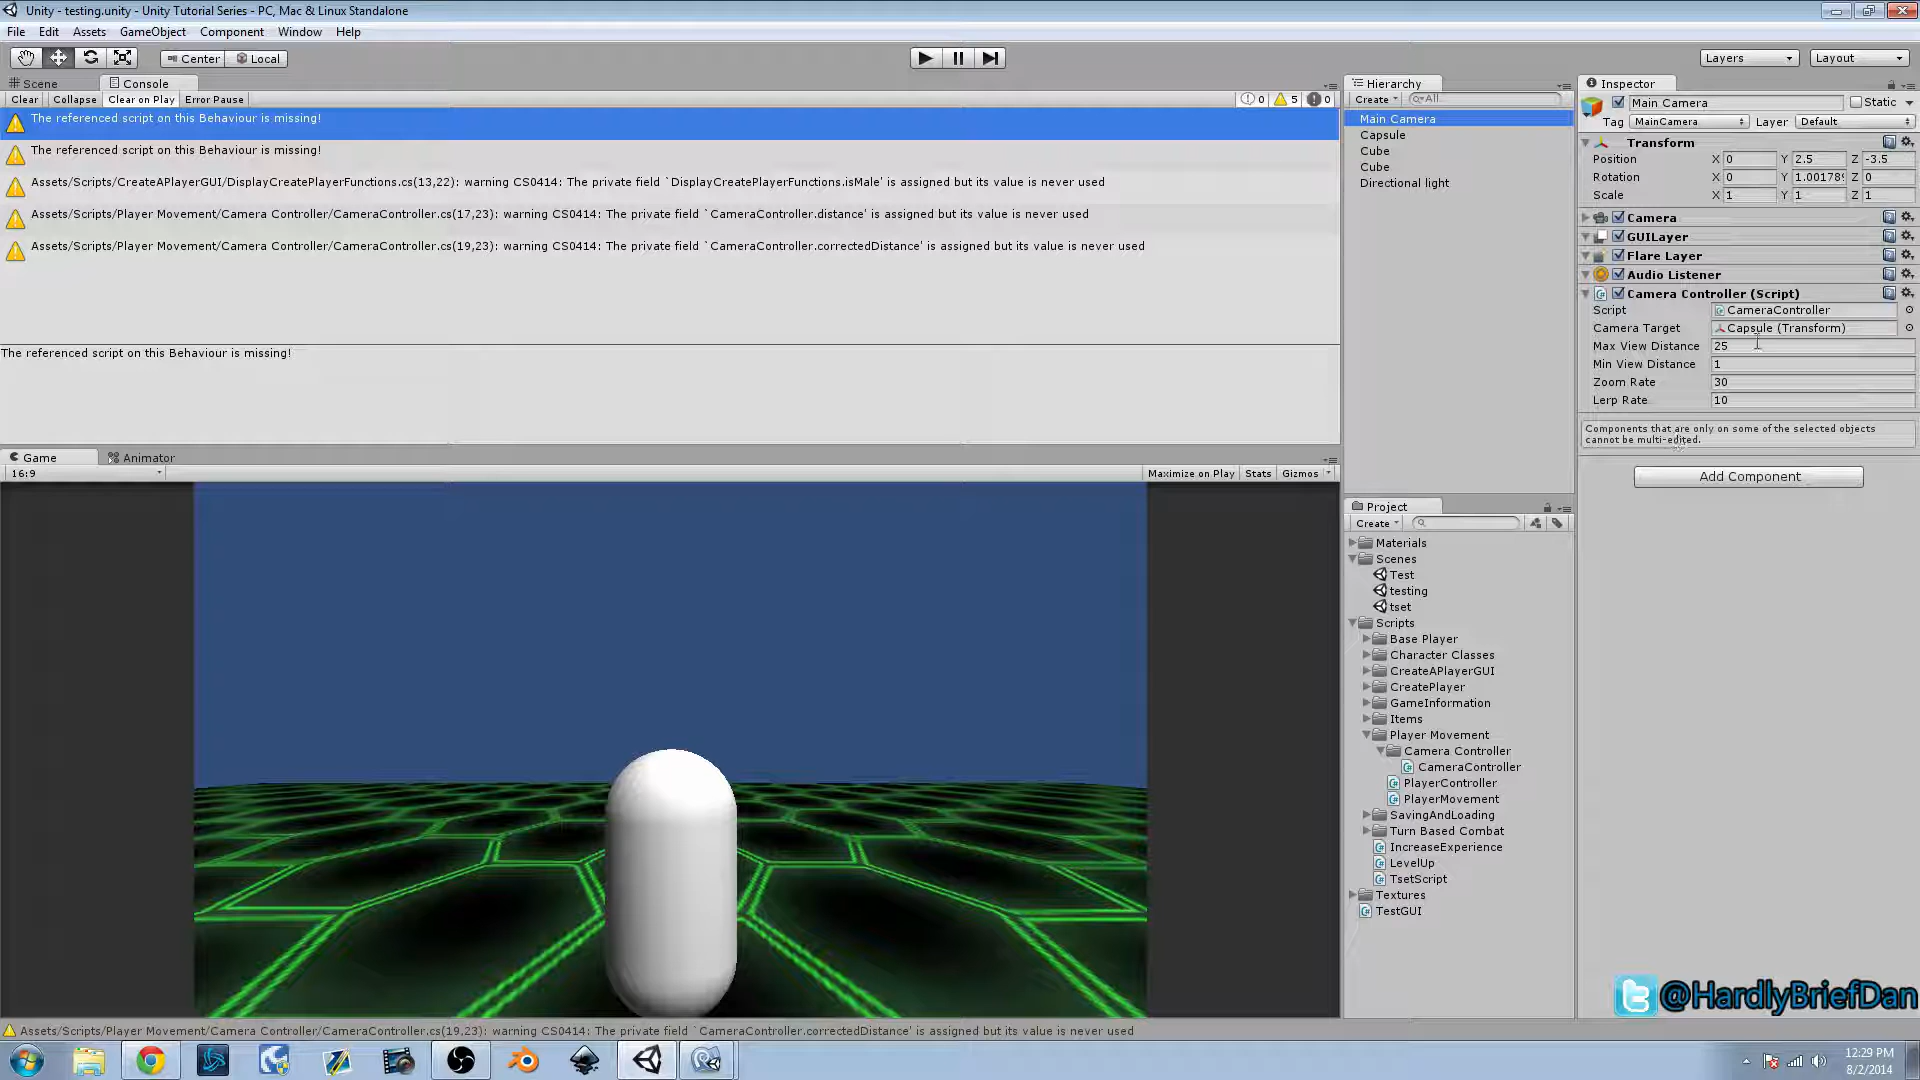 Unity - testing.unity - Unity Tutorial Series - PC, Mac & Linux Standalone
File Edit Assets GameObject Component Window Help
Center Local Layers Layout
Scene Console
Clear Collapse Clear on Play Error Pause 0 5 0
The referenced script on this Behaviour is missing!
The referenced script on this Behaviour is missing!
Assets/Scripts/CreateAPlayerGUI/DisplayCreatePlayerFunctions.cs(13,22): warning CS0414: The private field `DisplayCreatePlayerFunctions.isMale' is assigned but its value is never used
Assets/Scripts/Player Movement/Camera Controller/CameraController.cs(17,23): warning CS0414: The private field `CameraController.distance' is assigned but its value is never used
Assets/Scripts/Player Movement/Camera Controller/CameraController.cs(19,23): warning CS0414: The private field `CameraController.correctedDistance' is assigned but its value is never used
The referenced script on this Behaviour is missing!
Game Animator
16:9 Maximize on Play Stats Gizmos
Hierarchy
Create All
Main Camera
Capsule
Cube
Cube
Directional light
Project
Create
Materials
Scenes
Test
testing
tset
Scripts
Base Player
Character Classes
CreateAPlayerGUI
CreatePlayer
GameInformation
Items
Player Movement
Camera Controller
CameraController
PlayerController
PlayerMovement
SavingAndLoading
Turn Based Combat
IncreaseExperience
LevelUp
TsetScript
Textures
TestGUI
Inspector
Main Camera Static
Tag MainCamera Layer Default
Transform
Position X 0 Y 2.5 Z -3.5
Rotation X 0 Y 1.001789 Z 0
Scale X 1 Y 1 Z 1
Camera
GUILayer
Flare Layer
Audio Listener
Camera Controller (Script)
Script CameraController
Camera Target Capsule (Transform)
Max View Distance 25
Min View Distance 1
Zoom Rate 30
Lerp Rate 10
Components that are only on some of the selected objects
cannot be multi-edited.
Add Component
@HardlyBriefDan
Assets/Scripts/Player Movement/Camera Controller/CameraController.cs(19,23): warning CS0414: The private field `CameraController.correctedDistance' is assigned but its value is never used
12:29 PM
8/2/2014